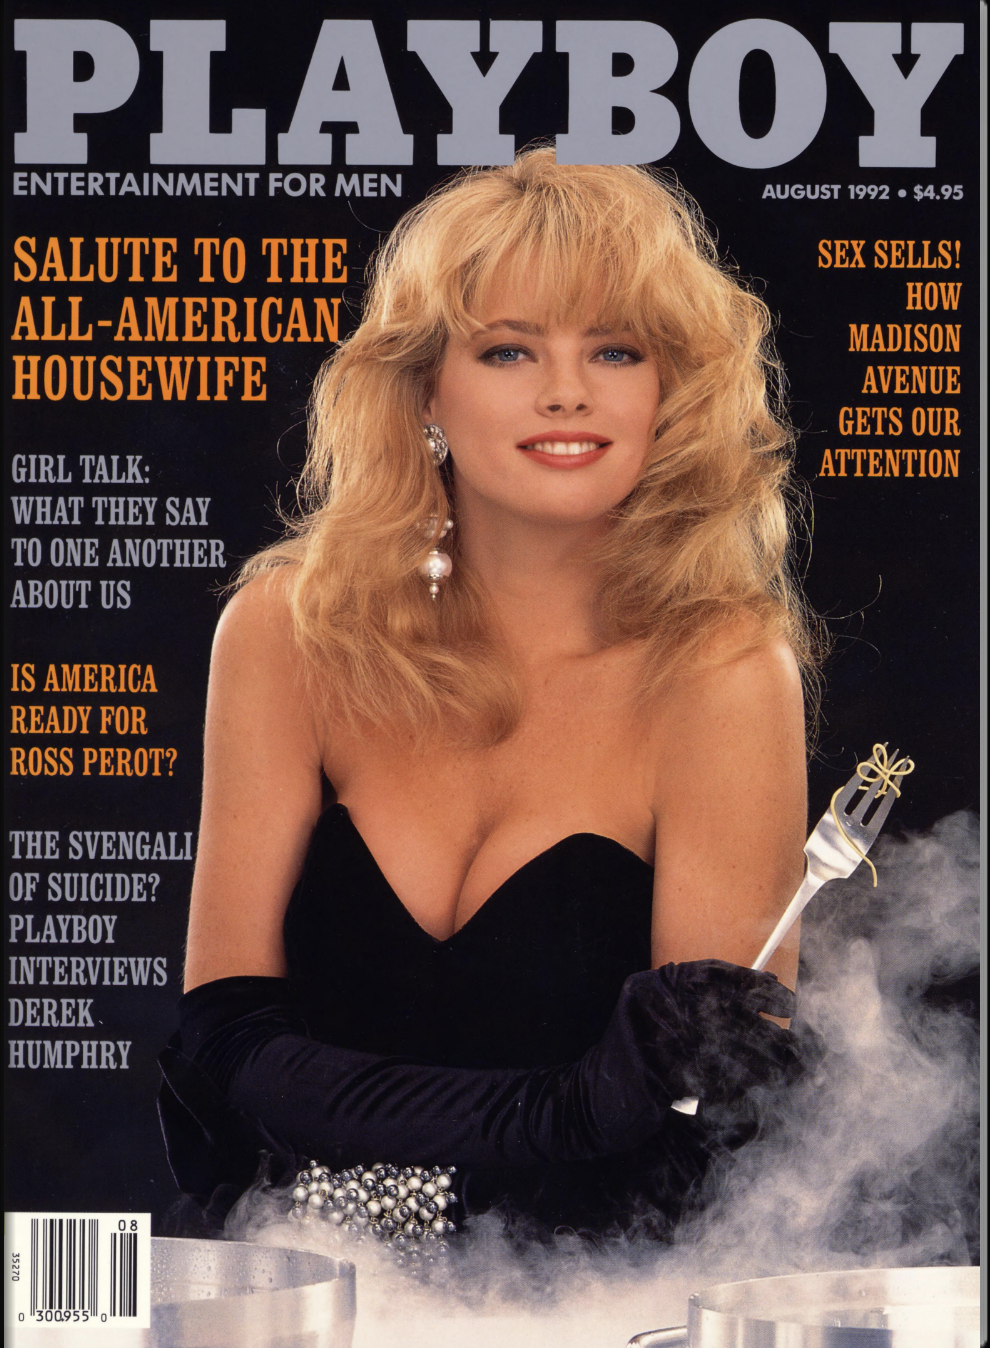 PLAYBOY
ENTERTAINMENT FOR MEN
AUGUST 1992 • $4.95
SALUTE TO THE
ALL-AMERICAN
HOUSEWIFE
SEX SELLS!
HOW
MADISON
AVENUE
GETS OUR
ATTENTION
GIRL TALK:
WHAT THEY SAY
TO ONE ANOTHER
ABOUT US
IS AMERICA
READY FOR
ROSS PEROT?
THE SVENGALI
OF SUICIDE?
PLAYBOY
INTERVIEWS
DEREK
HUMPHRY
08
35270
0 300955 0